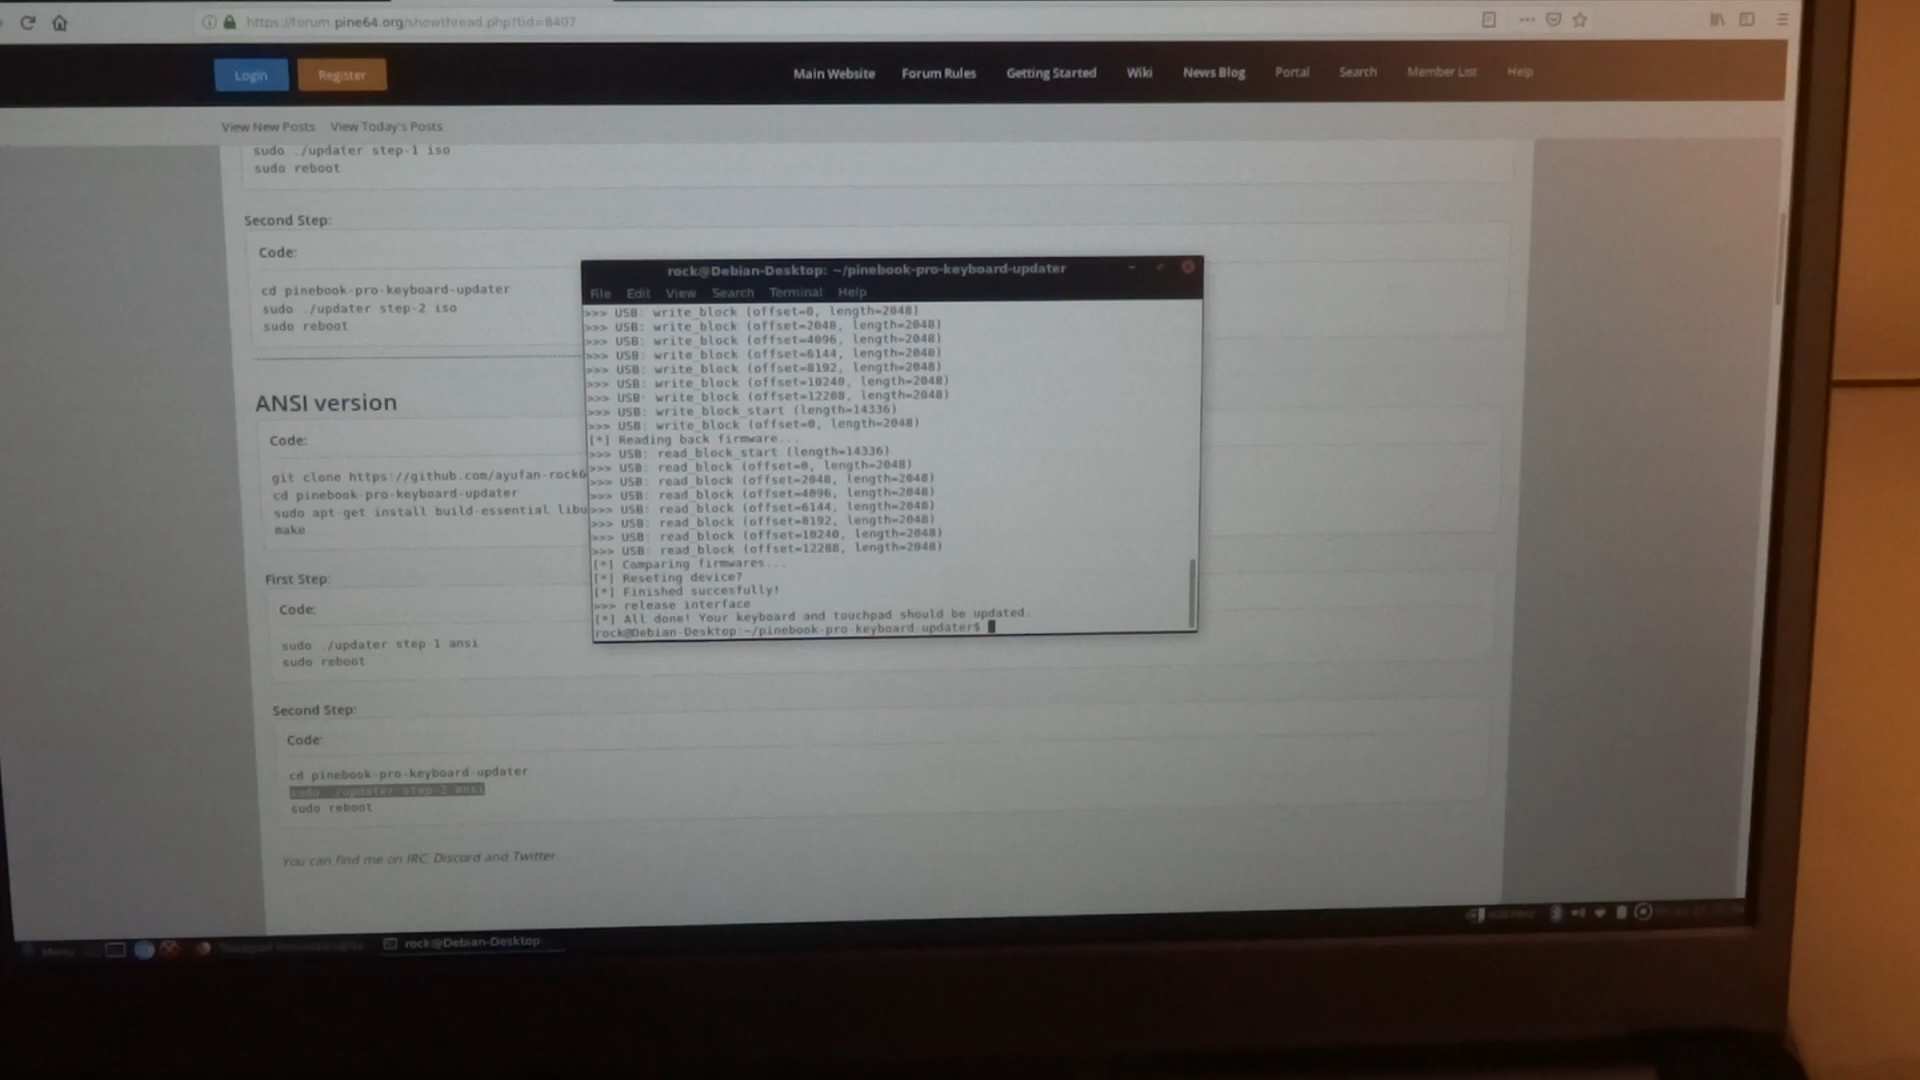 https://forum.pine64.org/showthread.php?tid=8407
Login Register Main Website Forum Rules Getting Started Wiki News Blog Portal Search Member List Help
View New Posts View Today's Posts
sudo ./updater step-1 iso
sudo reboot
Second Step:
Code:
cd pinebook-pro-keyboard-updater
sudo ./updater step-2 iso
sudo reboot
ANSI version
Code:
git clone https://github.com/ayufan-rock6
cd pinebook-pro-keyboard-updater
sudo apt-get install build-essential libu
make
First Step:
Code:
sudo ./updater step-1 ansi
sudo reboot
Second Step:
Code:
cd pinebook-pro-keyboard-updater
sudo ./updater step-2 ansi
sudo reboot
You can find me on IRC, Discord and Twitter
rock@Debian-Desktop: ~/pinebook-pro-keyboard-updater
File Edit View Search Terminal Help
>>> USB: write_block (offset=0, length=2048)
>>> USB: write_block (offset=2048, length=2048)
>>> USB: write_block (offset=4096, length=2048)
>>> USB: write_block (offset=6144, length=2048)
>>> USB: write_block (offset=8192, length=2048)
>>> USB: write_block (offset=10240, length=2048)
>>> USB: write_block (offset=12288, length=2048)
>>> USB: write_block_start (length=14336)
>>> USB: write_block (offset=0, length=2048)
[*] Reading back firmware...
>>> USB: read_block_start (length=14336)
>>> USB: read_block (offset=0, length=2048)
>>> USB: read_block (offset=2048, length=2048)
>>> USB: read_block (offset=4096, length=2048)
>>> USB: read_block (offset=6144, length=2048)
>>> USB: read_block (offset=8192, length=2048)
>>> USB: read_block (offset=10240, length=2048)
>>> USB: read_block (offset=12288, length=2048)
[*] Comparing firmwares...
[*] Reseting device?
[*] Finished succesfully!
>>> release interface
[*] All done! Your keyboard and touchpad should be updated.
rock@Debian-Desktop:~/pinebook-pro-keyboard-updater$
Menu
rock@Debian-Desktop